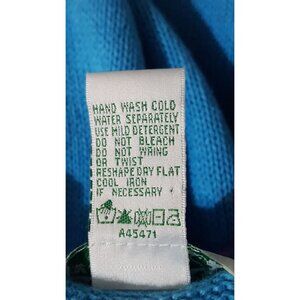 HAND WASH COLD
WATER SEPARATELY
USE MILD DETERGENT
DO NOT BLEACH
DO NOT WRING
OR TWIST
RESHAPE DRY FLAT
COOL IRON
IF NECESSARY
A45471